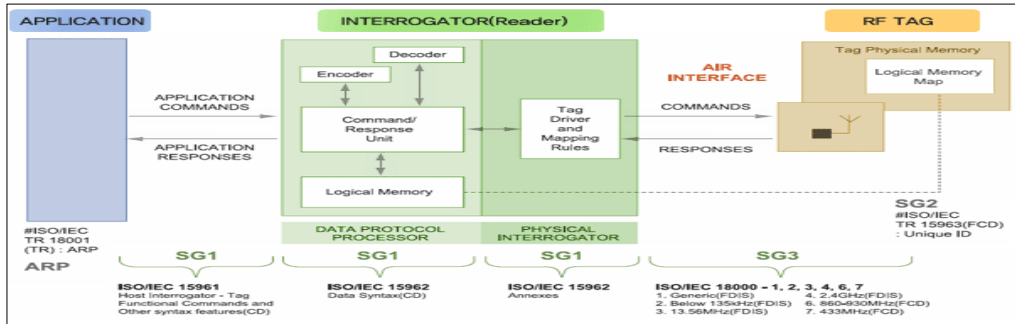 APPLICATION
INTERROGATOR(Reader)
RF TAG
Decoder
Encoder
Command/
Response
Unit
Logical Memory
Tag
Driver
and
Mapping
Rules
Tag Physical Memory
Logical Memory
Map
AIR
INTERFACE
APPLICATION
COMMANDS
APPLICATION
RESPONSES
COMMANDS
RESPONSES
DATA PROTOCOL
PROCESSOR
PHYSICAL
INTERROGATOR
#ISO/IEC
TR 18001
(TR) : ARP
ARP
SG2
#ISO/IEC
TR 15963(FCD)
: Unique ID
SG1
SG1
SG1
SG3
ISO/IEC 15961
Host Interrogator - Tag
Functional Commands and
Other syntax features(CD)
ISO/IEC 15962
Data Syntax(CD)
ISO/IEC 15962
Annexes
ISO/IEC 18000 - 1, 2, 3, 4, 6, 7
1. Generic(FDIS)
2. Below 135kHz(FDIS)
3. 13.56MHz(FDIS)
4. 2.4GHz(FDIS)
6. 860-930MHz(FCD)
7. 433MHz(FCD)